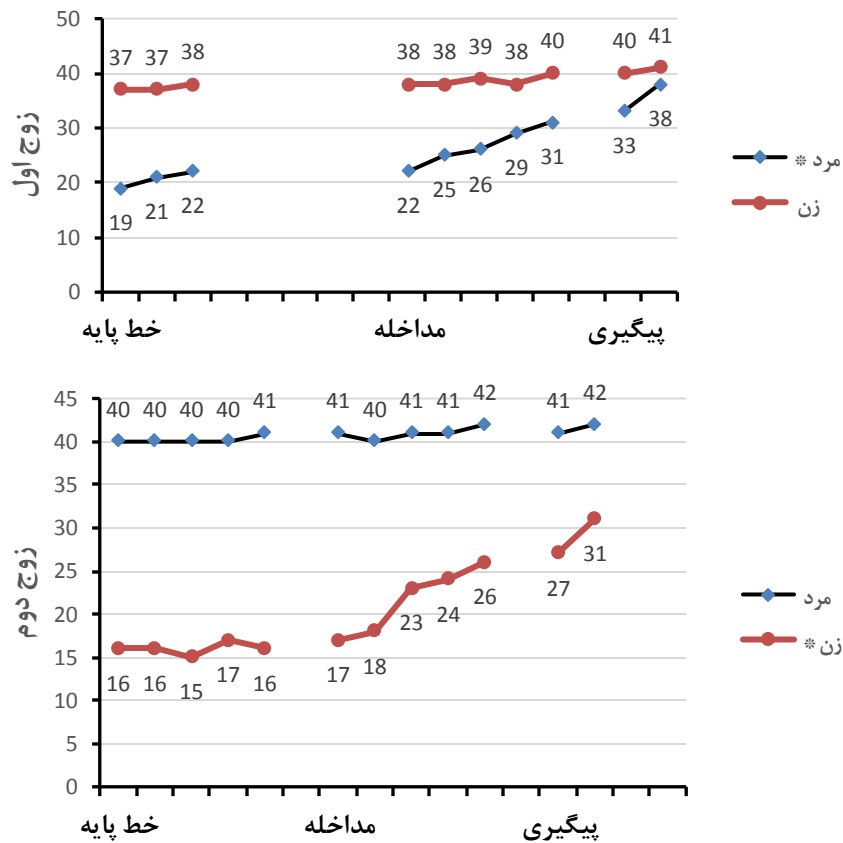 50
40
30
20
10
0
زوج اول
37 37 38 38 38 39 38 40 40 41
19 21 22 22 25 26 29 31 33 38
خط پایه مداخله پیگیری
مرد *
زن
45
40
35
30
25
20
15
10
5
0
زوج دوم
40 40 40 40 41 41 40 41 41 42 41 42
16 16 15 17 16 17 18 23 24 26 27 31
خط پایه مداخله پیگیری
مرد
زن *